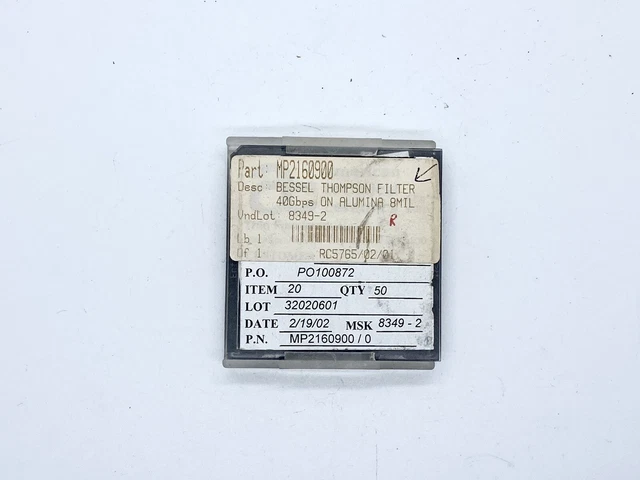 Part: MP2160900
Desc: BESSEL THOMPSON FILTER
40Gbps ON ALUMINA 8MIL
VndLot 8349-2
R
Lb 1
Of 1 RC5765/02/01
P.O. PO100872
ITEM 20 QTY 50
LOT 32020601
DATE 2/19/02 MSK 8349 - 2
P.N. MP2160900 / 0